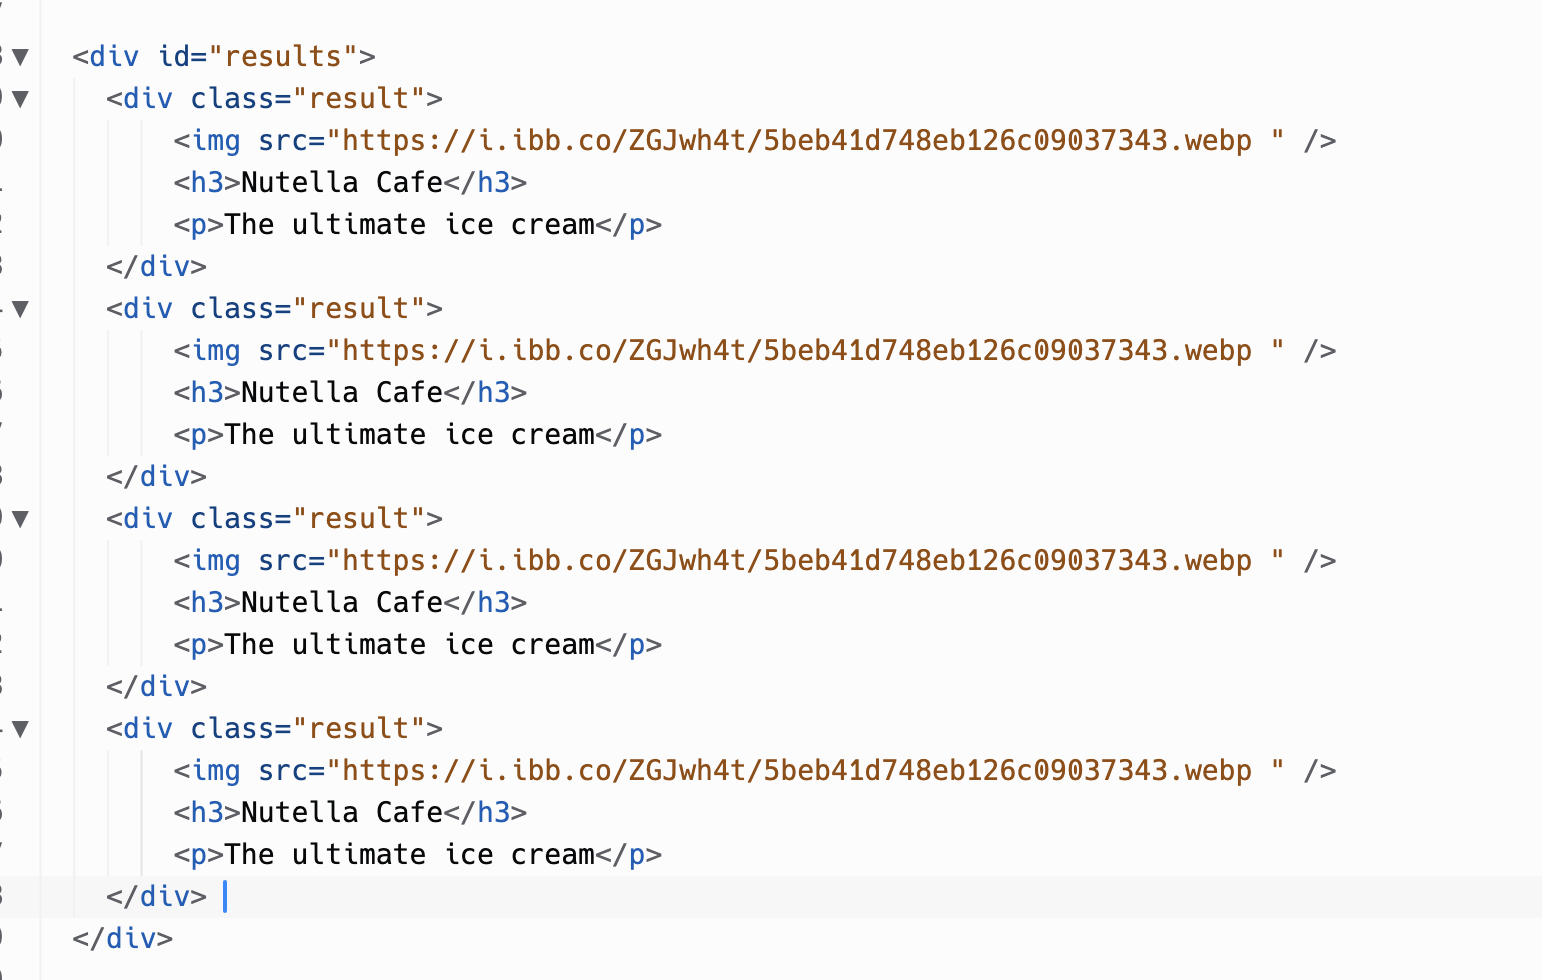 <div id="results">
<div class="result">
<img src="https://i.ibb.co/ZGJwh4t/5beb41d748eb126c09037343.webp " />
<h3>Nutella Cafe</h3>
<p>The ultimate ice cream</p>
</div>
<div class="result">
<img src="https://i.ibb.co/ZGJwh4t/5beb41d748eb126c09037343.webp " />
<h3>Nutella Cafe</h3>
<p>The ultimate ice cream</p>
</div>
<div class="result">
<img src="https://i.ibb.co/ZGJwh4t/5beb41d748eb126c09037343.webp " />
<h3>Nutella Cafe</h3>
<p>The ultimate ice cream</p>
</div>
<div class="result">
<img src="https://i.ibb.co/ZGJwh4t/5beb41d748eb126c09037343.webp " />
<h3>Nutella Cafe</h3>
<p>The ultimate ice cream</p>
</div>
</div>